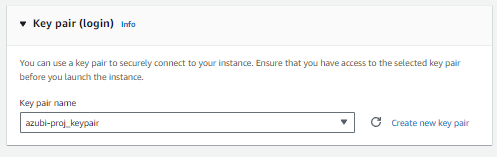 Key pair (login) Info
You can use a key pair to securely connect to your instance. Ensure that you have access to the selected key pair
before you launch the instance.
Key pair name
azubi-proj_keypair
Create new key pair